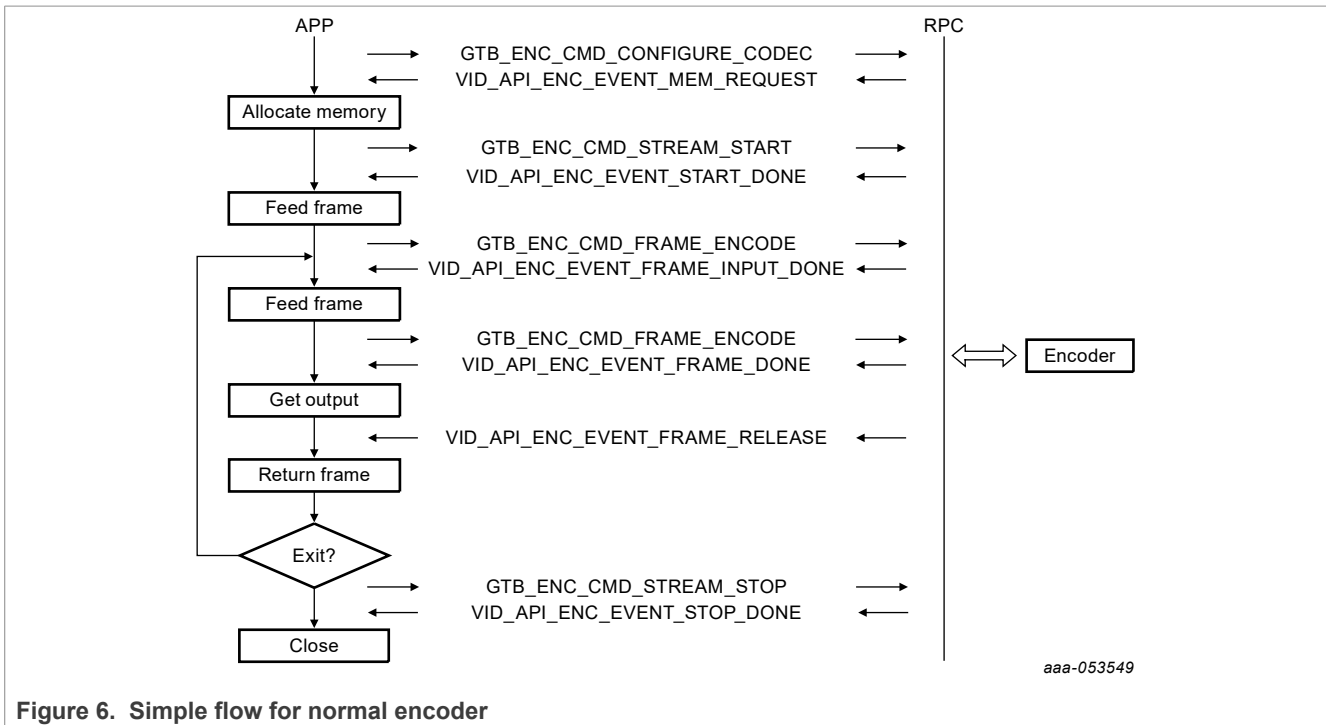 APP RPC
GTB_ENC_CMD_CONFIGURE_CODEC
VID_API_ENC_EVENT_MEM_REQUEST
Allocate memory
GTB_ENC_CMD_STREAM_START
VID_API_ENC_EVENT_START_DONE
Feed frame
GTB_ENC_CMD_FRAME_ENCODE
VID_API_ENC_EVENT_FRAME_INPUT_DONE
Feed frame
GTB_ENC_CMD_FRAME_ENCODE
Encoder
VID_API_ENC_EVENT_FRAME_DONE
Get output
VID_API_ENC_EVENT_FRAME_RELEASE
Return frame
Exit?
GTB_ENC_CMD_STREAM_STOP
VID_API_ENC_EVENT_STOP_DONE
Close
aaa-053549
Figure 6. Simple flow for normal encoder